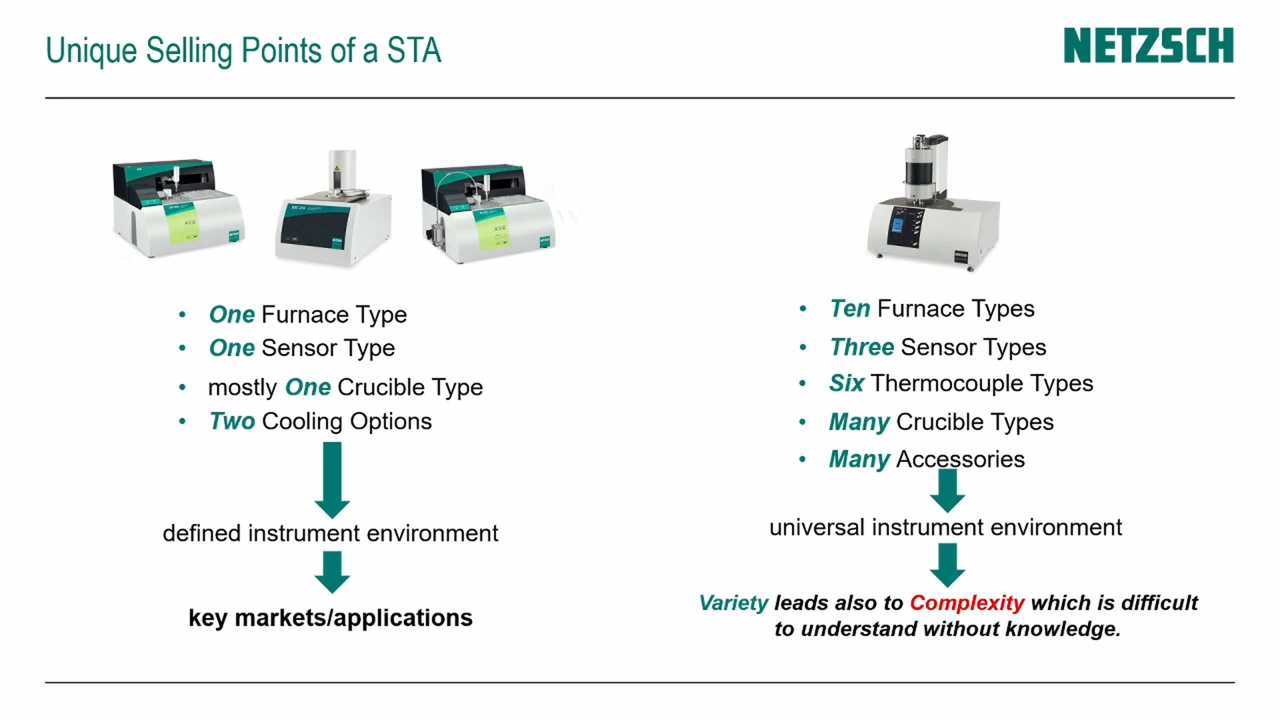 Unique Selling Points of a STA
NETZSCH
• One Furnace Type
• One Sensor Type
• mostly One Crucible Type
• Two Cooling Options
defined instrument environment
key markets/applications
• Ten Furnace Types
• Three Sensor Types
• Six Thermocouple Types
• Many Crucible Types
• Many Accessories
universal instrument environment
Variety leads also to Complexity which is difficult
to understand without knowledge.